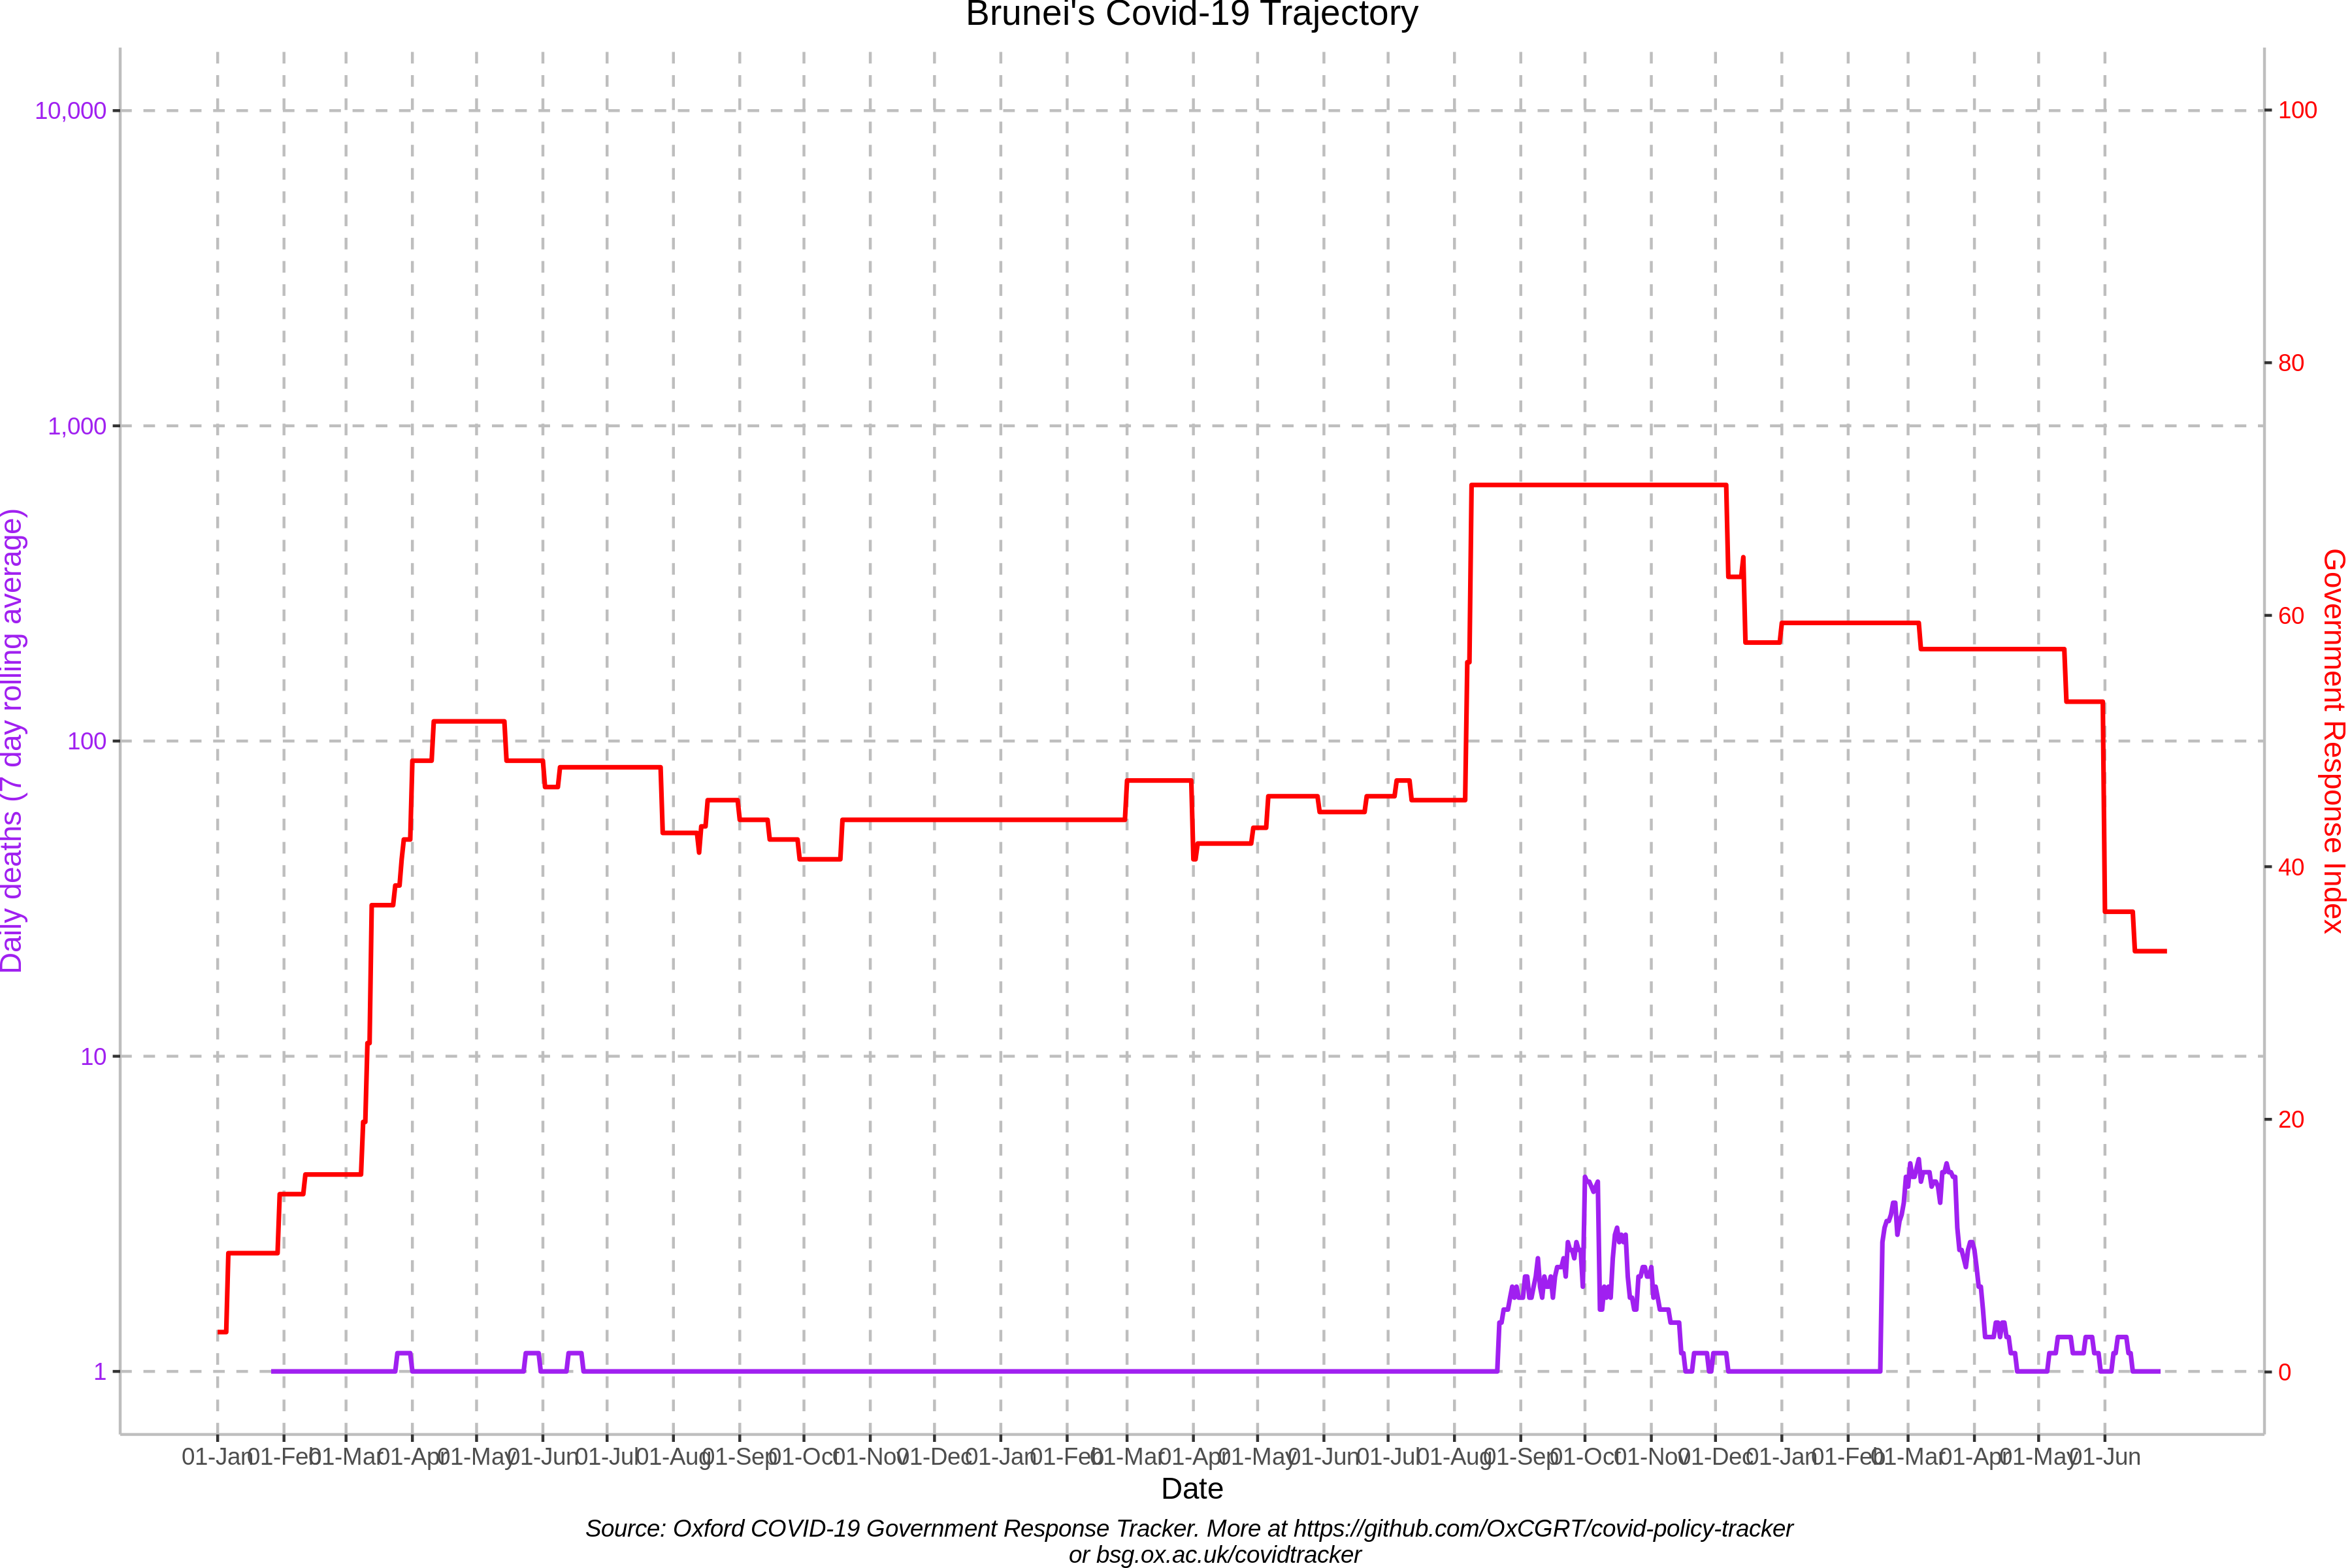 Brunei's Covid-19 Trajectory
10,000
1,000
100
10
1
Daily deaths (7 day rolling average)
100
80
60
40
20
0
Government Response Index
01-Jan 01-Feb 01-Mar 01-Apr 01-May 01-Jun 01-Jul 01-Aug 01-Sep 01-Oct 01-Nov 01-Dec 01-Jan 01-Feb 01-Mar 01-Apr 01-May 01-Jun 01-Jul 01-Aug 01-Sep 01-Oct 01-Nov 01-Dec 01-Jan 01-Feb 01-Mar 01-Apr 01-May 01-Jun
Date
Source: Oxford COVID-19 Government Response Tracker. More at https://github.com/OxCGRT/covid-policy-tracker
or bsg.ox.ac.uk/covidtracker